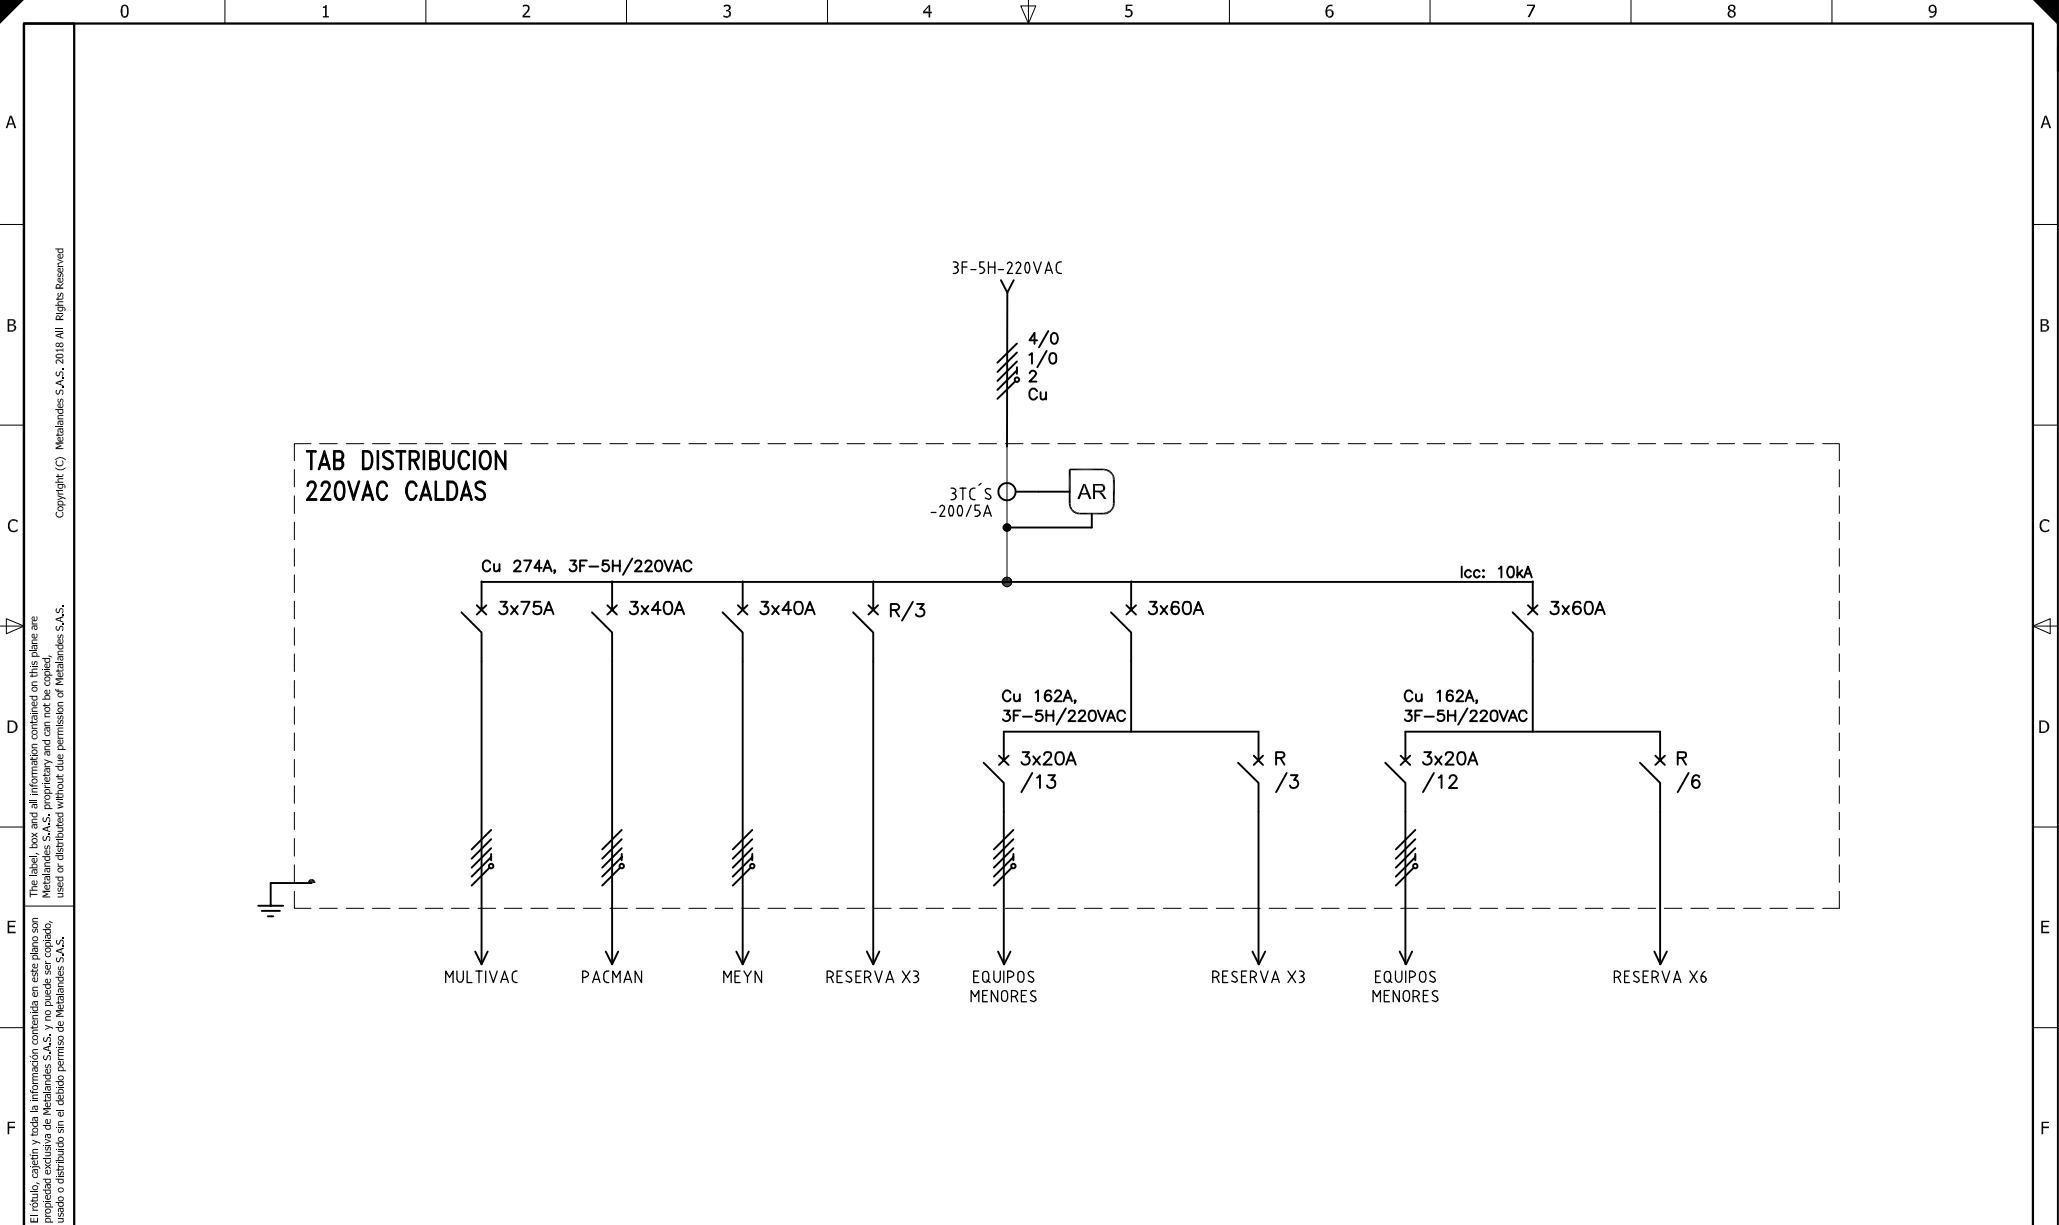 0 1 2 3 4 5 6 7 8 9
A A
B B
C C
D D
E E
F F
Copyright (C) Metalandes S.A.S. 2018 All Rights Reserved
The label, box and all information contained on this plane are
Metalandes S.A.S. proprietary and can not be copied,
used or distributed without due permission of Metalandes S.A.S.
El rótulo, cajetín y toda la información contenida en este plano son
propiedad exclusiva de Metalandes S.A.S. y no puede ser copiado,
usado o distribuido sin el debido permiso de Metalandes S.A.S.
3F-5H-220VAC
4/0
1/0
2
Cu
TAB DISTRIBUCION
220VAC CALDAS
3TC´S
-200/5A
AR
Cu 274A, 3F-5H/220VAC
Icc: 10kA
3x75A
3x40A
3x40A
R/3
3x60A
3x60A
Cu 162A,
3F-5H/220VAC
Cu 162A,
3F-5H/220VAC
3x20A
/13
R
/3
3x20A
/12
R
/6
MULTIVAC
PACMAN
MEYN
RESERVA X3
EQUIPOS
MENORES
RESERVA X3
EQUIPOS
MENORES
RESERVA X6